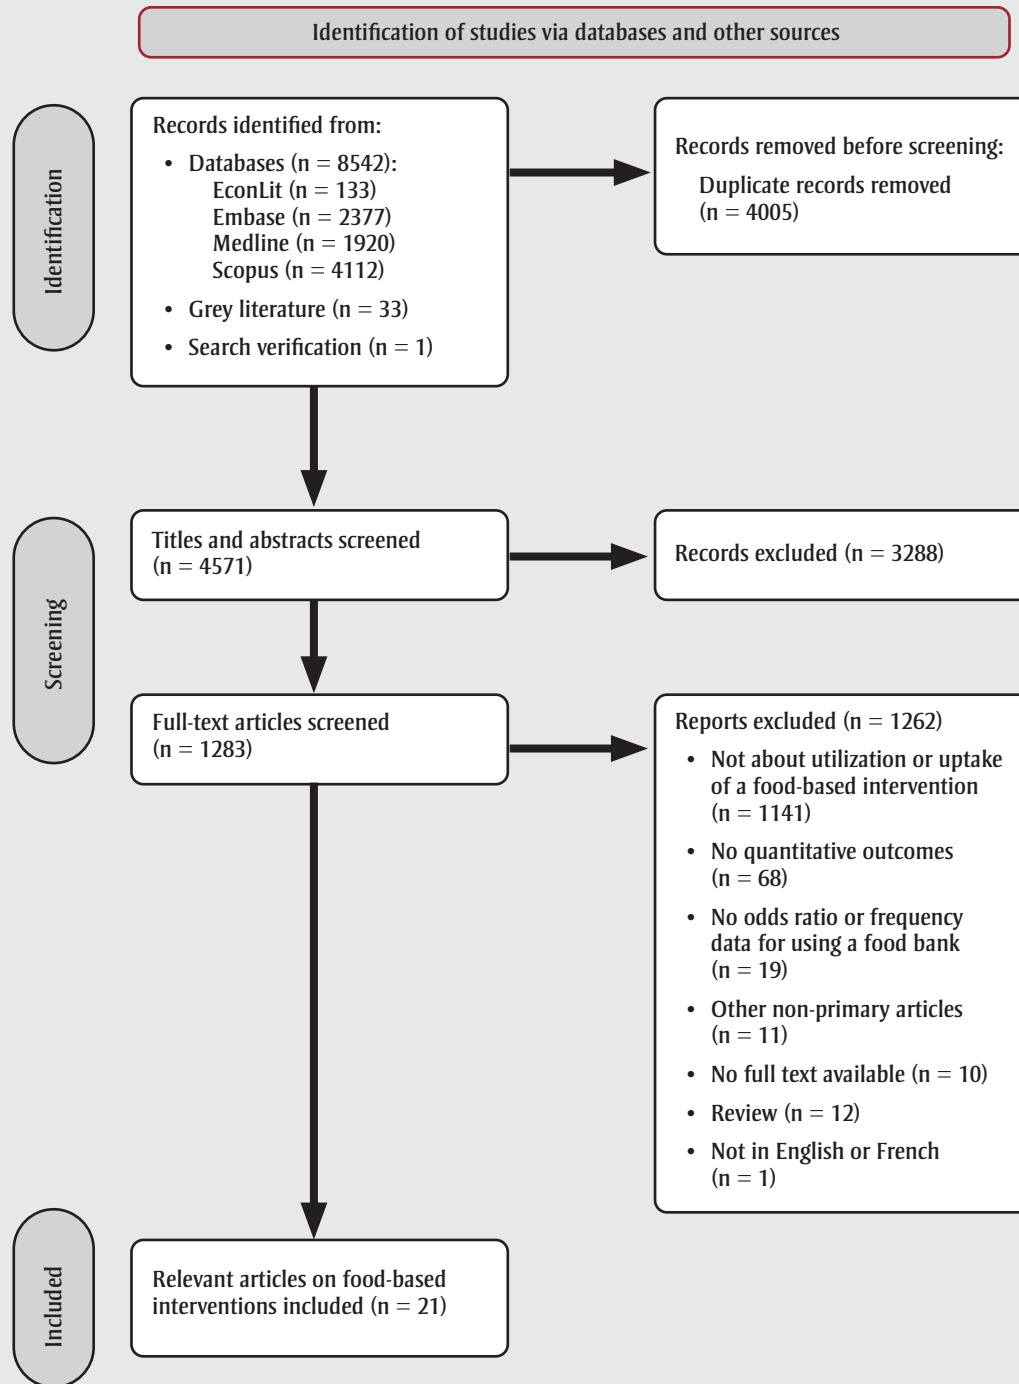 Identification of studies via databases and other sources
Identification
Records identified from:
• Databases (n = 8542):
EconLit (n = 133)
Embase (n = 2377)
Medline (n = 1920)
Scopus (n = 4112)
• Grey literature (n = 33)
• Search verification (n = 1)
Records removed before screening:
Duplicate records removed
(n = 4005)
Screening
Titles and abstracts screened
(n = 4571)
Records excluded (n = 3288)
Full-text articles screened
(n = 1283)
Reports excluded (n = 1262)
• Not about utilization or uptake
of a food-based intervention
(n = 1141)
• No quantitative outcomes
(n = 68)
• No odds ratio or frequency
data for using a food bank
(n = 19)
• Other non-primary articles
(n = 11)
• No full text available (n = 10)
• Review (n = 12)
• Not in English or French
(n = 1)
Included
Relevant articles on food-based
interventions included (n = 21)